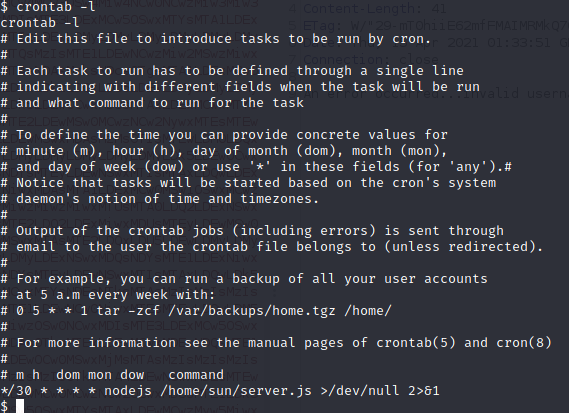 $ crontab -l
crontab -l
# Edit this file to introduce tasks to be run by cron.
#
# Each task to run has to be defined through a single line
# indicating with different fields when the task will be run
# and what command to run for the task
#
# To define the time you can provide concrete values for
# minute (m), hour (h), day of month (dom), month (mon),
# and day of week (dow) or use '*' in these fields (for 'any').#
# Notice that tasks will be started based on the cron's system
# daemon's notion of time and timezones.
#
# Output of the crontab jobs (including errors) is sent through
# email to the user the crontab file belongs to (unless redirected).
#
# For example, you can run a backup of all your user accounts
# at 5 a.m every week with:
# 0 5 * * 1 tar -zcf /var/backups/home.tgz /home/
#
# For more information see the manual pages of crontab(5) and cron(8)
#
# m h  dom mon dow   command
*/30 * * * * nodejs /home/sun/server.js >/dev/null 2>&1
$